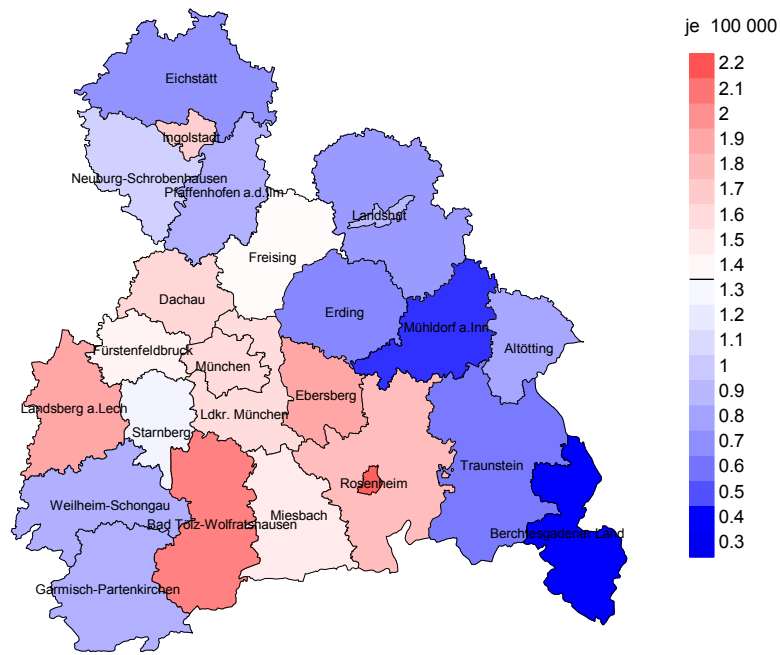 je 100 000
2.2
2.1
2
1.9
1.8
1.7
1.6
1.5
1.4
1.3
1.2
1.1
1
0.9
0.8
0.7
0.6
0.5
0.4
0.3
Eichstätt
Ingolstadt
Neuburg-Schrobenhausen
Pfaffenhofen a.d.Ilm
Landshut
Freising
Dachau
Erding
Mühldorf a.Inn
Altötting
Fürstenfeldbruck
München
Ebersberg
Landsberg a.Lech
Ldkr. München
Starnberg
Traunstein
Rosenheim
Weilheim-Schongau
Bad Tölz-Wolfratshausen
Miesbach
Berchtesgadener Land
Garmisch-Partenkirchen